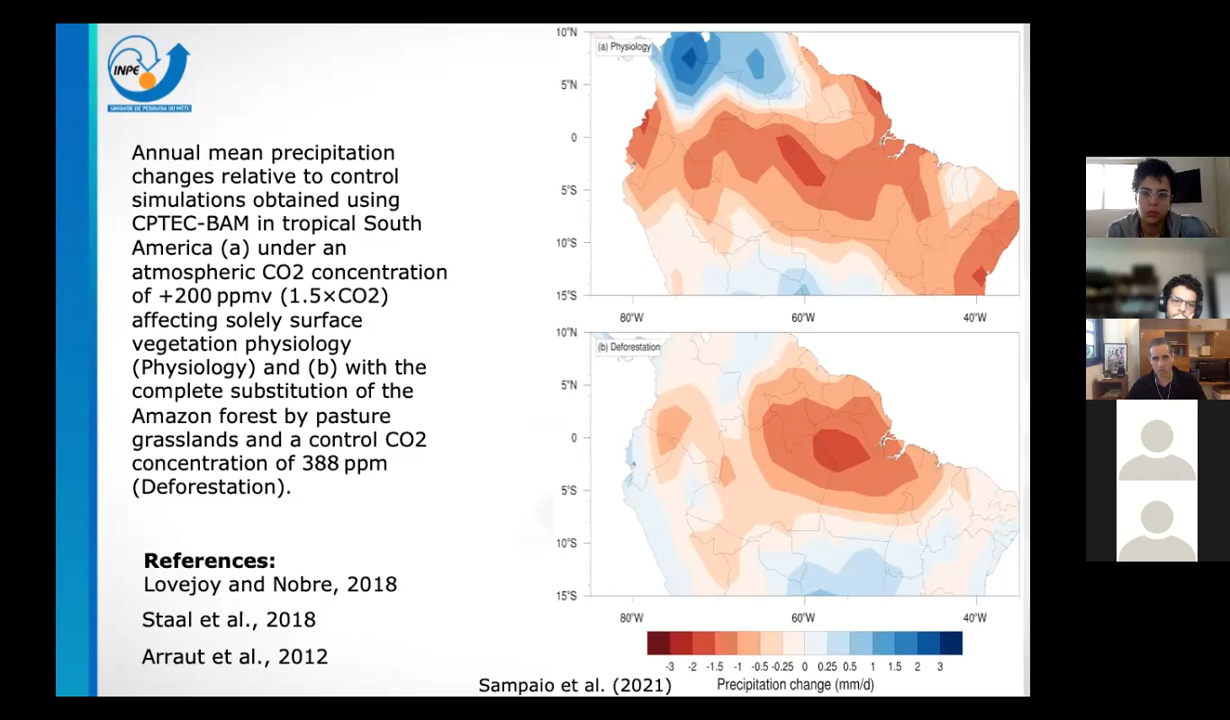 INPE
UNIDADE DE PESQUISA DO MCTI
Annual mean precipitation
changes relative to control
simulations obtained using
CPTEC-BAM in tropical South
America (a) under an
atmospheric CO2 concentration
of +200 ppmv (1.5×CO2)
affecting solely surface
vegetation physiology
(Physiology) and (b) with the
complete substitution of the
Amazon forest by pasture
grasslands and a control CO2
concentration of 388 ppm
(Deforestation).
References:
Lovejoy and Nobre, 2018
Staal et al., 2018
Arraut et al., 2012
Sampaio et al. (2021)
(a) Physiology
10°N
5°N
0
5°S
10°S
15°S
80°W 60°W 40°W
(b) Deforestation
10°N
5°N
0
5°S
10°S
15°S
80°W 60°W 40°W
-3 -2 -1.5 -1 -0.5 -0.25 0 0.25 0.5 1 1.5 2 3
Precipitation change (mm/d)